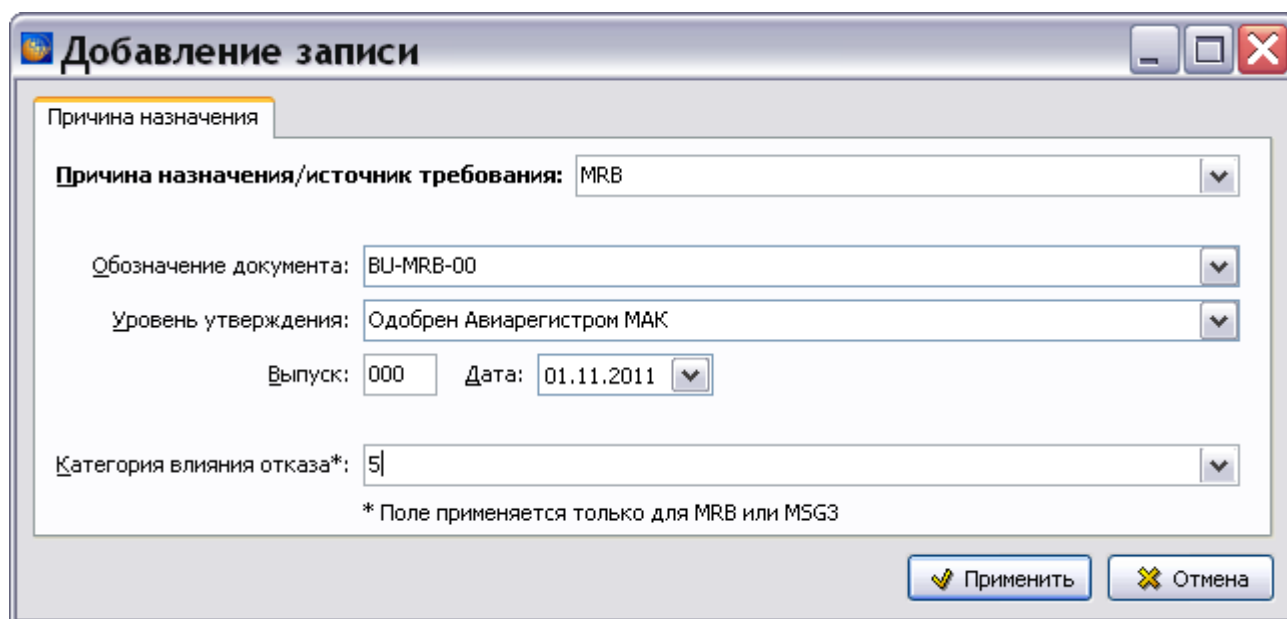 Добавление записи
Причина назначения
Причина назначения/источник требования: MRB
Обозначение документа: BU-MRB-00
Уровень утверждения: Одобрен Авиарегистром МАК
Выпуск: 000 Дата: 01.11.2011
Категория влияния отказа*: 5
* Поле применяется только для MRB или MSG3
Применить Отмена